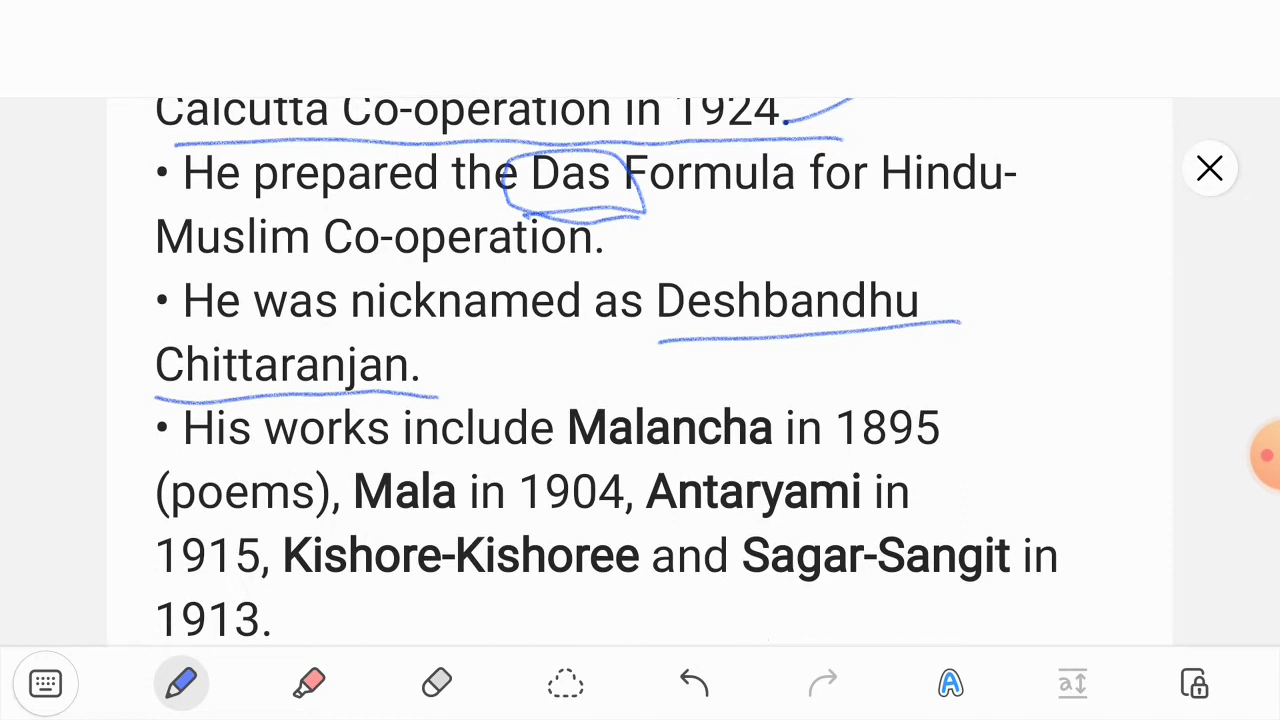 Calcutta Co-operation in 1924.
• He prepared the Das Formula for Hindu-
Muslim Co-operation.
• He was nicknamed as Deshbandhu
Chittaranjan.
• His works include Malancha in 1895
(poems), Mala in 1904, Antaryami in
1915, Kishore-Kishoree and Sagar-Sangit in
1913.